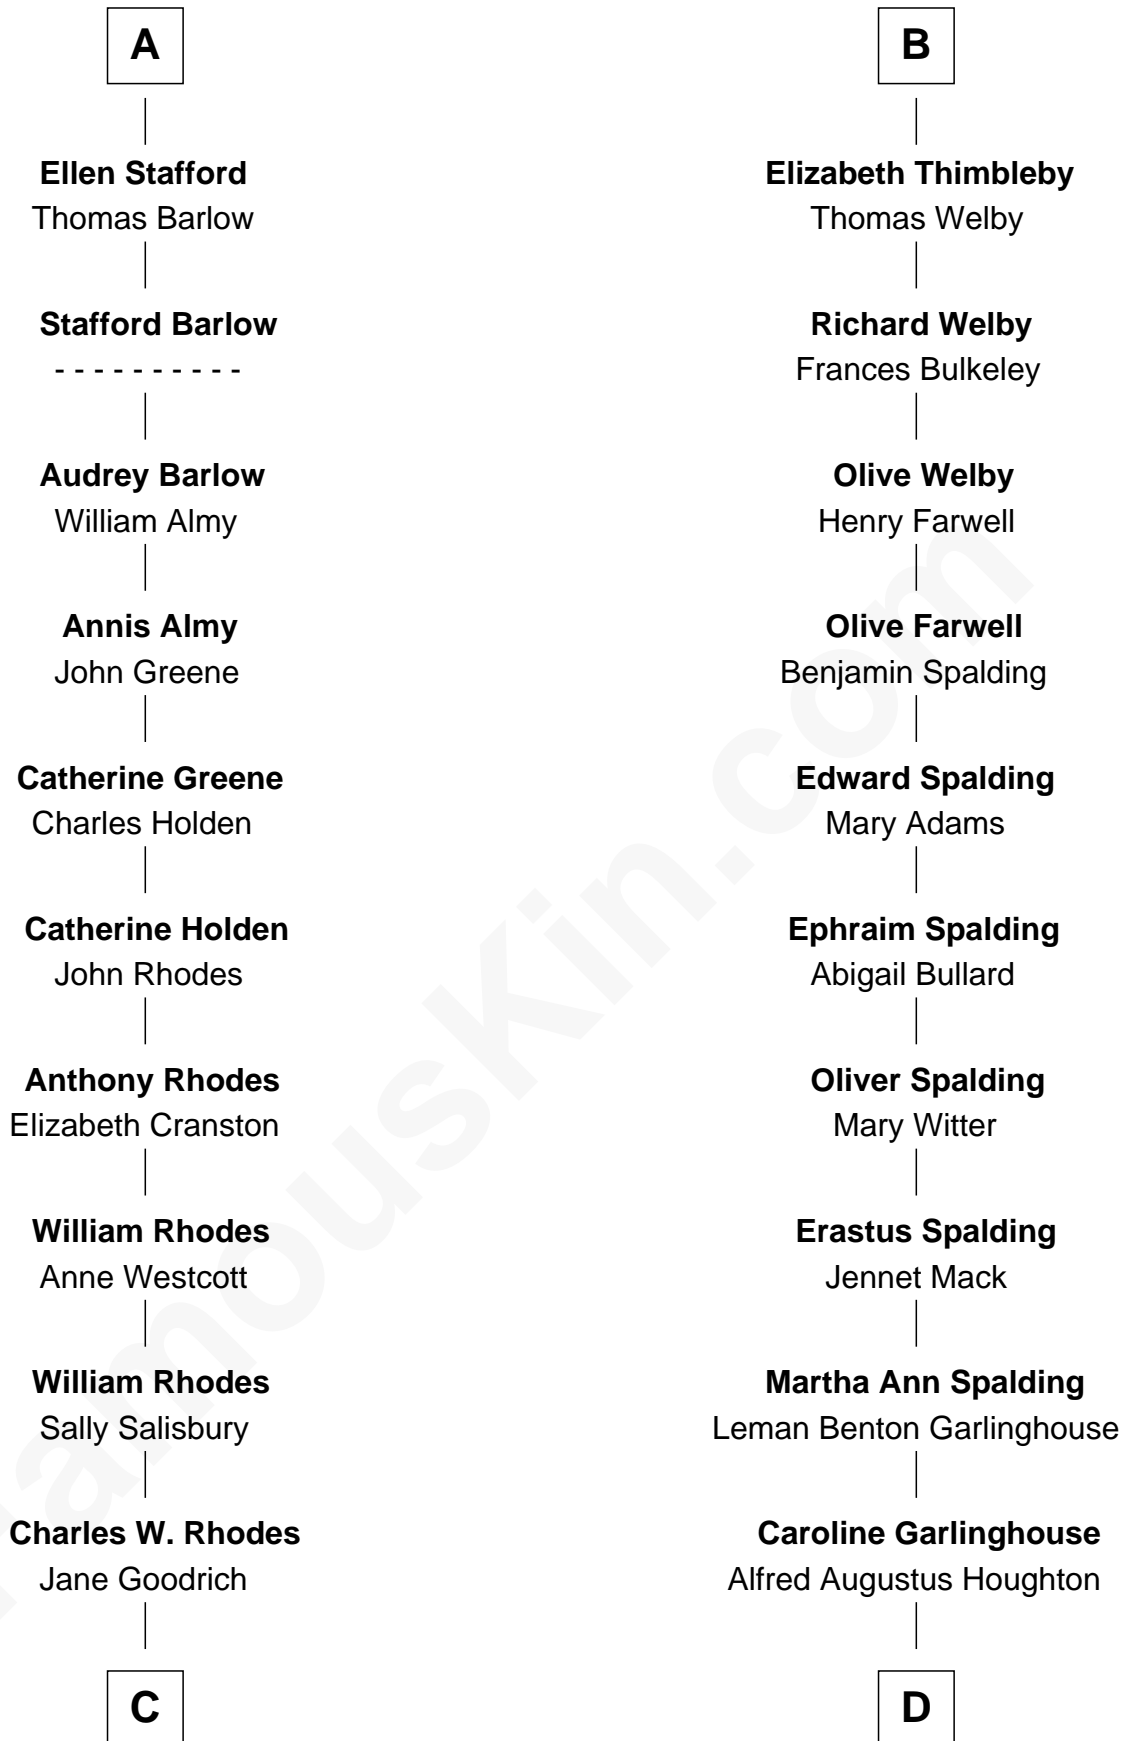 A
Ellen Stafford
Thomas Barlow
Stafford Barlow
- - - - - - - - - -
Audrey Barlow
William Almy
Annis Almy
John Greene
Catherine Greene
Charles Holden
Catherine Holden
John Rhodes
Anthony Rhodes
Elizabeth Cranston
William Rhodes
Anne Westcott
William Rhodes
Sally Salisbury
Charles W. Rhodes
Jane Goodrich
C
B
Elizabeth Thimbleby
Thomas Welby
Richard Welby
Frances Bulkeley
Olive Welby
Henry Farwell
Olive Farwell
Benjamin Spalding
Edward Spalding
Mary Adams
Ephraim Spalding
Abigail Bullard
Oliver Spalding
Mary Witter
Erastus Spalding
Jennet Mack
Martha Ann Spalding
Leman Benton Garlinghouse
Caroline Garlinghouse
Alfred Augustus Houghton
D
FamousKin.com